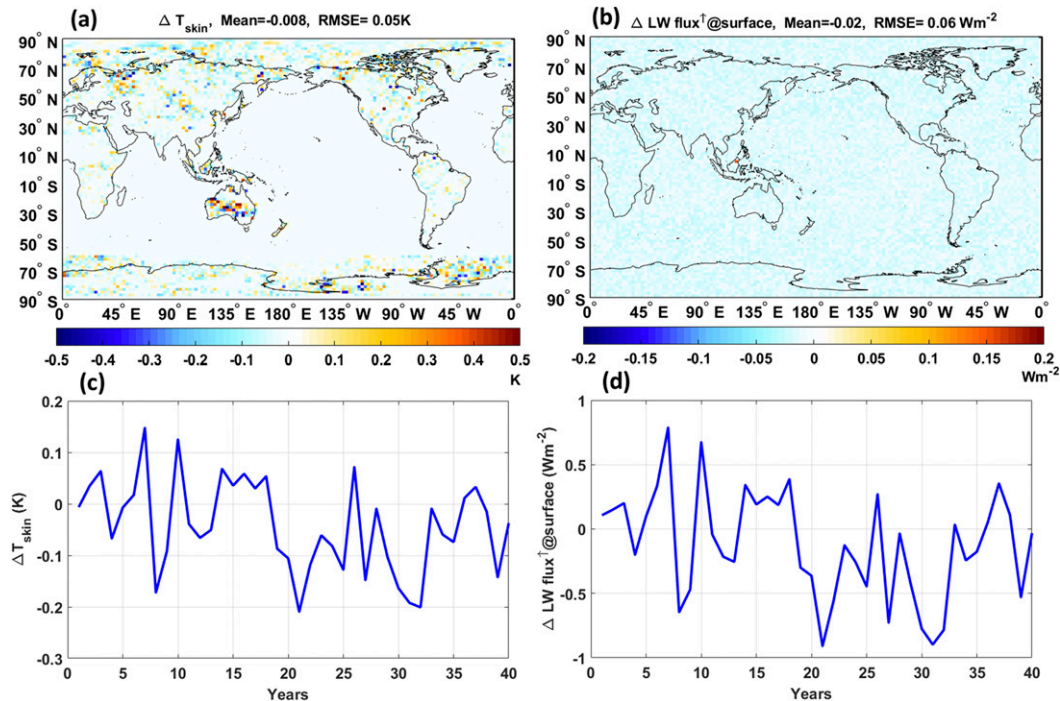 (a)
△ T_skin, Mean=-0.008, RMSE= 0.05K
90° N
70° N
50° N
30° N
10° N
10° S
30° S
50° S
70° S
90° S
0° 45° E 90° E 135° E 180° E 135° W 90° W 45° W 0°
-0.5 -0.4 -0.3 -0.2 -0.1 0 0.1 0.2 0.3 0.4 0.5
K
(b)
△ LW flux↑@surface, Mean=-0.02, RMSE= 0.06 Wm-2
90° N
70° N
50° N
30° N
10° N
10° S
30° S
50° S
70° S
90° S
0° 45° E 90° E 135° E 180° E 135° W 90° W 45° W 0°
-0.2 -0.15 -0.1 -0.05 0 0.05 0.1 0.15 0.2
Wm-2
(c)
△T_skin (K)
0.2
0.1
0
-0.1
-0.2
-0.3
0 5 10 15 20 25 30 35 40
Years
(d)
△ LW flux↑@surface (Wm-2)
1
0.5
0
-0.5
-1
0 5 10 15 20 25 30 35 40
Years